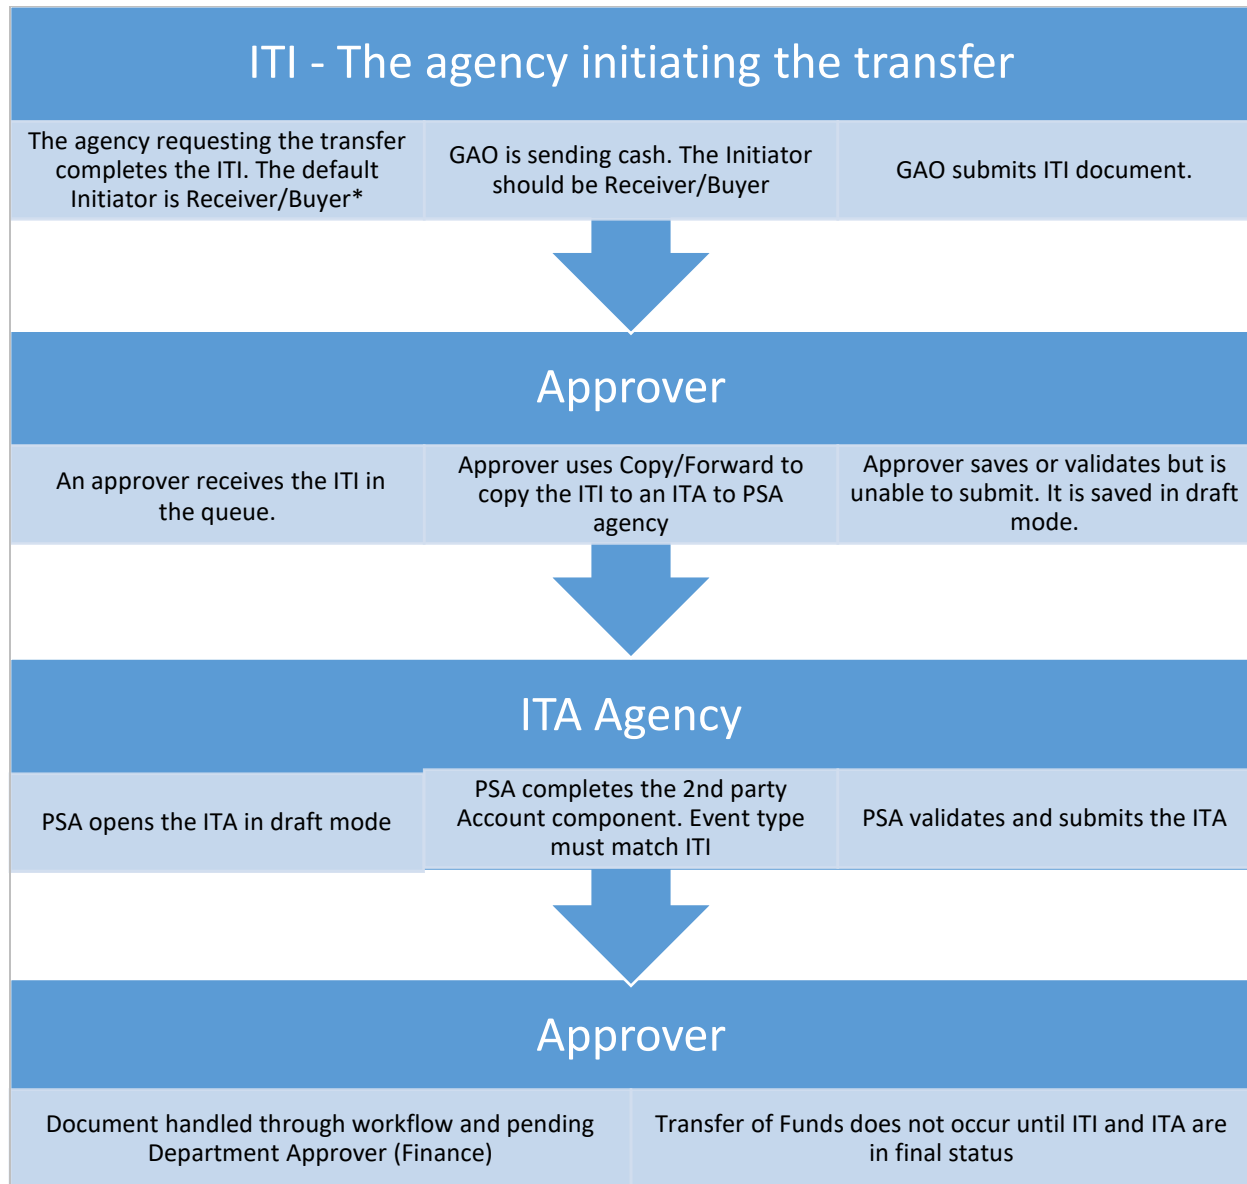 ITI - The agency initiating the transfer
The agency requesting the transfer
completes the ITI. The default
Initiator is Receiver/Buyer*
GAO is sending cash. The Initiator
should be Receiver/Buyer
GAO submits ITI document.
Approver
An approver receives the ITI in
the queue.
Approver uses Copy/Forward to
copy the ITI to an ITA to PSA
agency
Approver saves or validates but is
unable to submit. It is saved in draft
mode.
ITA Agency
PSA opens the ITA in draft mode
PSA completes the 2nd party
Account component. Event type
must match ITI
PSA validates and submits the ITA
Approver
Document handled through workflow and pending
Department Approver (Finance)
Transfer of Funds does not occur until ITI and ITA are
in final status